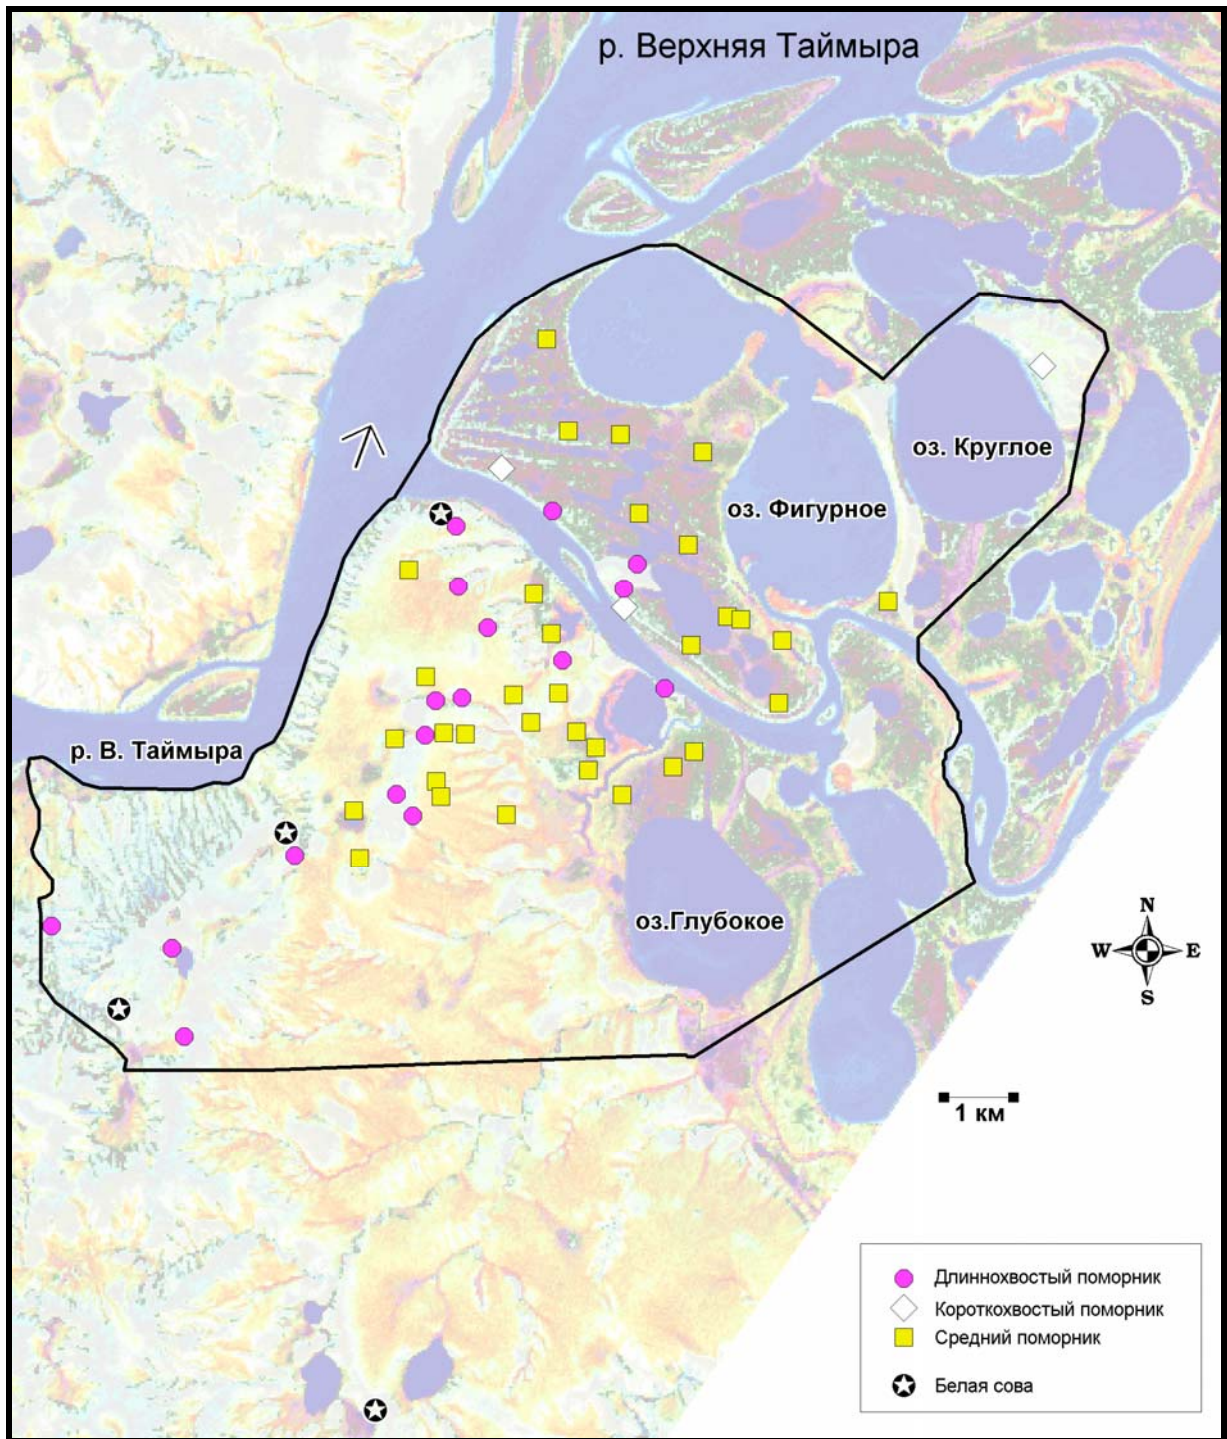 р. Верхняя Таймыра
оз. Круглое
оз. Фигурное
р. В. Таймыра
оз.Глубокое
N
W E
S
1 км
Длиннохвостый поморник
Короткохвостый поморник
Средний поморник
Белая сова